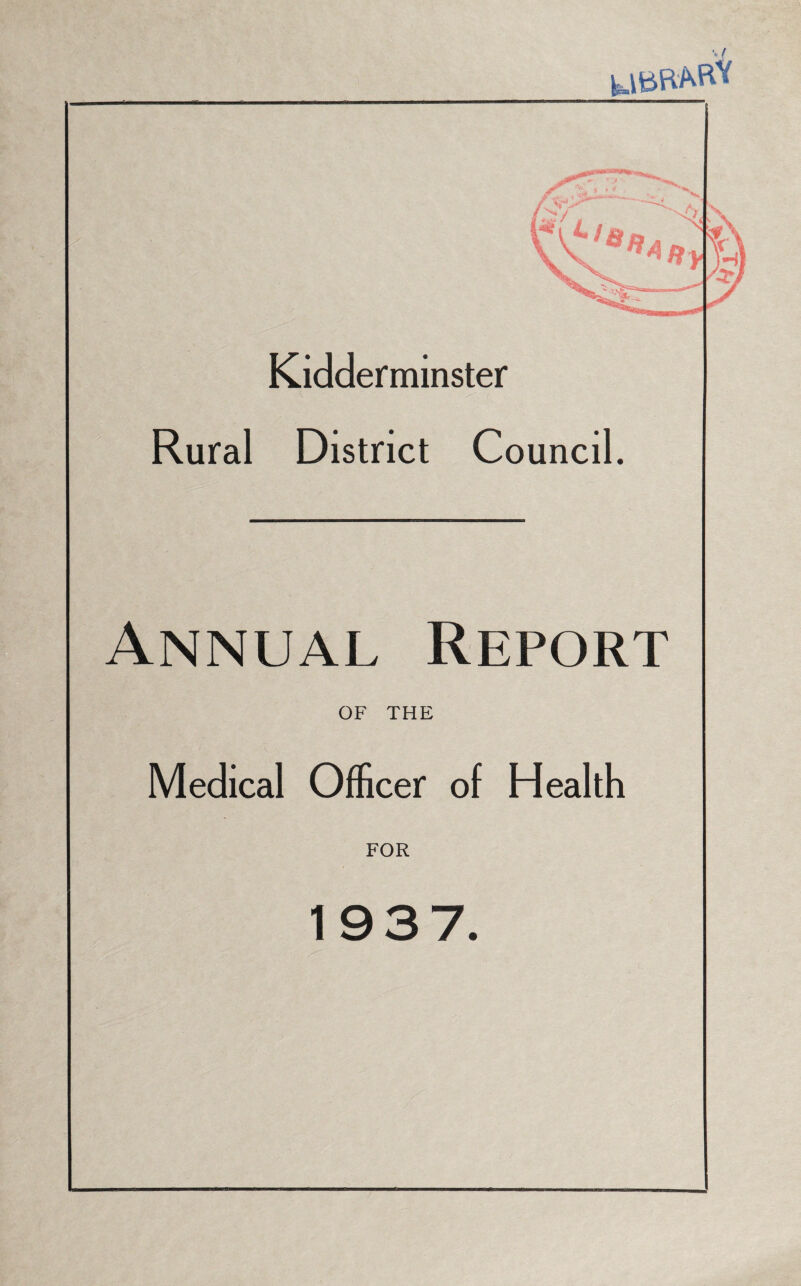 LIBRARY
LIBRARY
Kidderminster
Rural District Council.
ANNUAL REPORT
OF THE
Medical Officer of Health
FOR
1937.